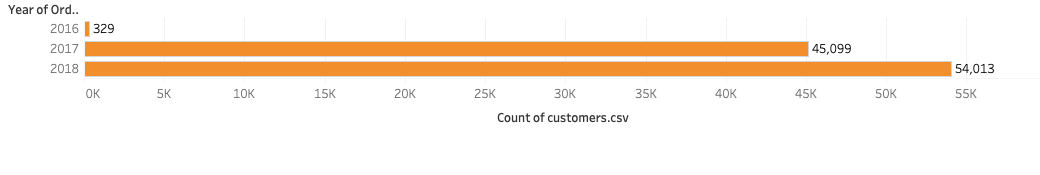 Year of Ord..
2016 329
2017 45,099
2018 54,013
0K 5K 10K 15K 20K 25K 30K 35K 40K 45K 50K 55K
Count of customers.csv